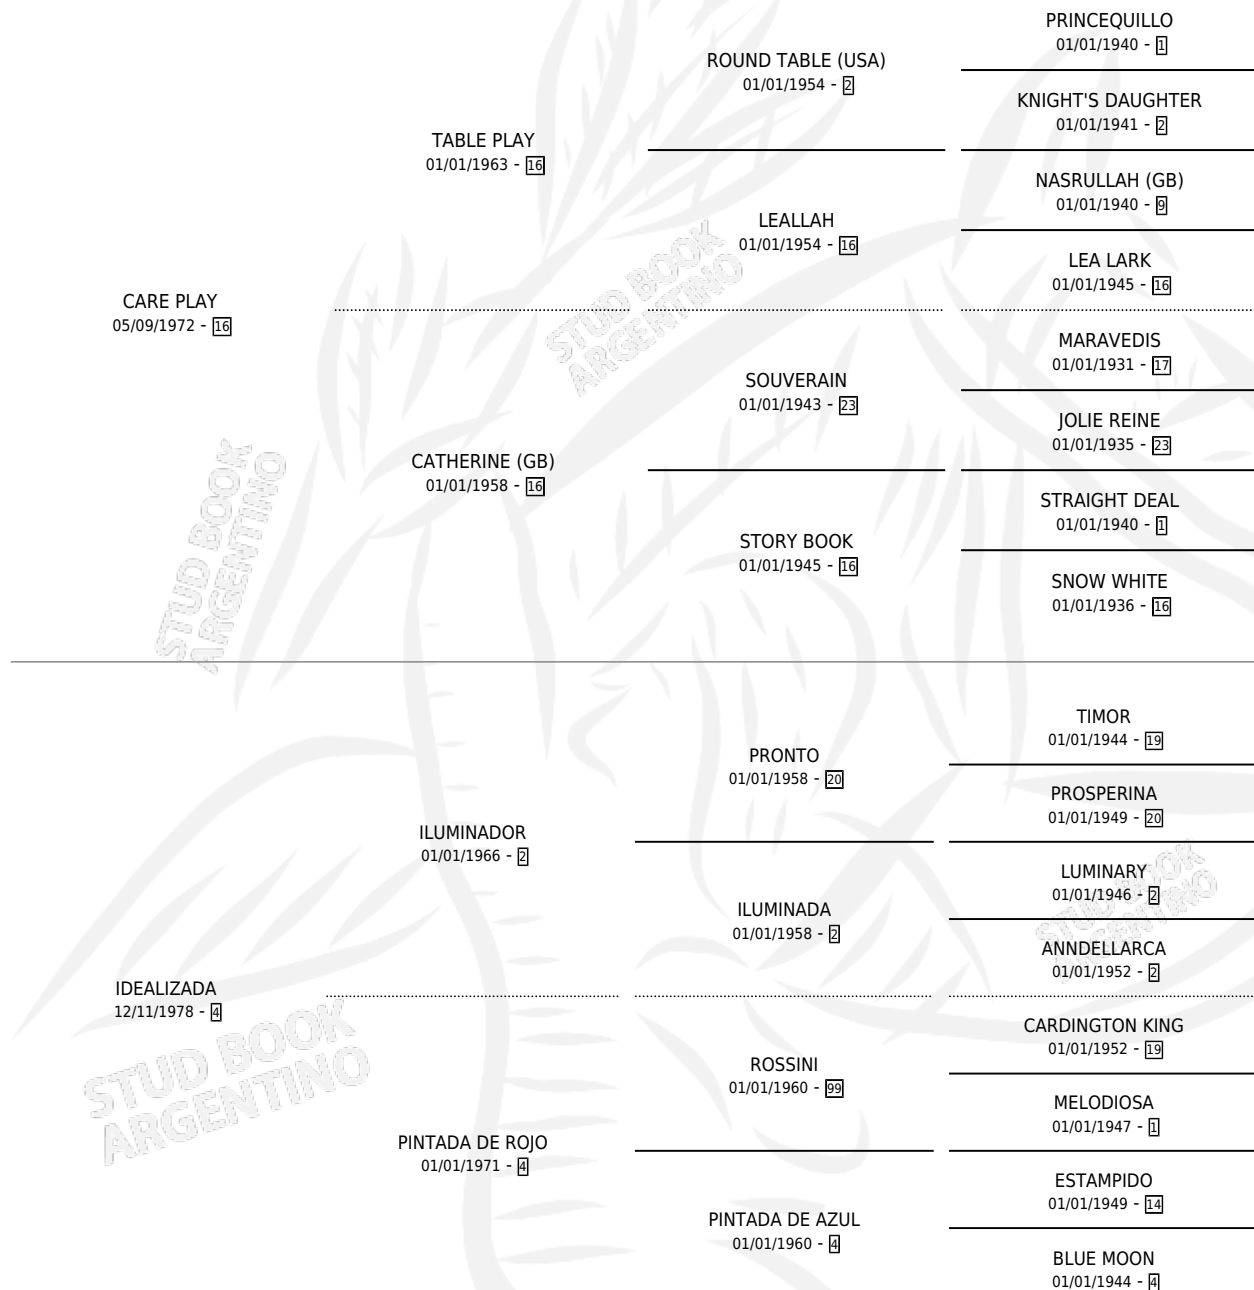 PRINCEQUILLO
01/01/1940 - 1
ROUND TABLE (USA)
01/01/1954 - 2
KNIGHT'S DAUGHTER
01/01/1941 - 2
TABLE PLAY
01/01/1963 - 16
NASRULLAH (GB)
01/01/1940 - 9
LEALLAH
01/01/1954 - 16
LEA LARK
01/01/1945 - 16
CARE PLAY
05/09/1972 - 16
MARAVEDIS
01/01/1931 - 17
SOUVERAIN
01/01/1943 - 23
JOLIE REINE
01/01/1935 - 23
CATHERINE (GB)
01/01/1958 - 16
STRAIGHT DEAL
01/01/1940 - 1
STORY BOOK
01/01/1945 - 16
SNOW WHITE
01/01/1936 - 16
TIMOR
01/01/1944 - 19
PRONTO
01/01/1958 - 20
PROSPERINA
01/01/1949 - 20
ILUMINADOR
01/01/1966 - 2
LUMINARY
01/01/1946 - 2
ILUMINADA
01/01/1958 - 2
ANNDELLARCA
01/01/1952 - 2
IDEALIZADA
12/11/1978 - 4
CARDINGTON KING
01/01/1952 - 19
ROSSINI
01/01/1960 - 99
MELODIOSA
01/01/1947 - 1
PINTADA DE ROJO
01/01/1971 - 4
ESTAMPIDO
01/01/1949 - 14
PINTADA DE AZUL
01/01/1960 - 4
BLUE MOON
01/01/1944 - 4
STUD BOOK
ARGENTINO
STUD BOOK
ARGENTINO
STUD BOOK
ARGENTINO
STUD BOOK
ARGENTINO